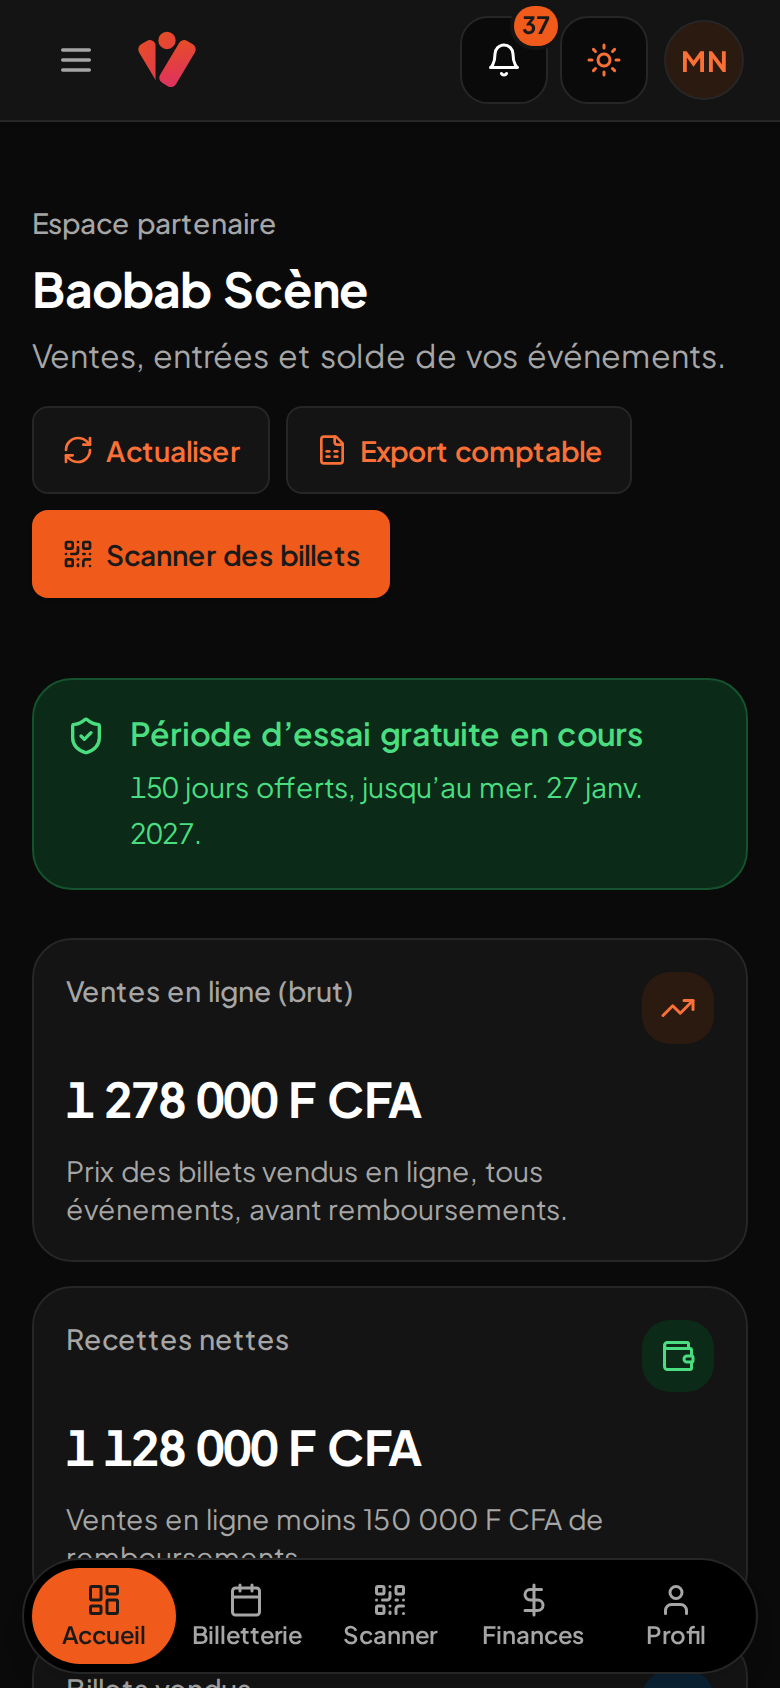 37
MN
Espace partenaire
Baobab Scène
Ventes, entrées et solde de vos événements.
Actualiser
Export comptable
Scanner des billets
Période d’essai gratuite en cours
150 jours offerts, jusqu’au mer. 27 janv.
2027.
Ventes en ligne (brut)
1 278 000 F CFA
Prix des billets vendus en ligne, tous
événements, avant remboursements.
Recettes nettes
1 128 000 F CFA
Ventes en ligne moins 150 000 F CFA de
remboursements.
Accueil
Billetterie
Scanner
Finances
Profil
Billets vendus